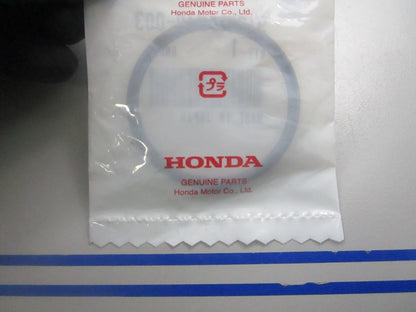 GENUINE PARTS
Honda Motor Co., Ltd.
プラ
HONDA
GENUINE PARTS
Honda Motor Co., Ltd.